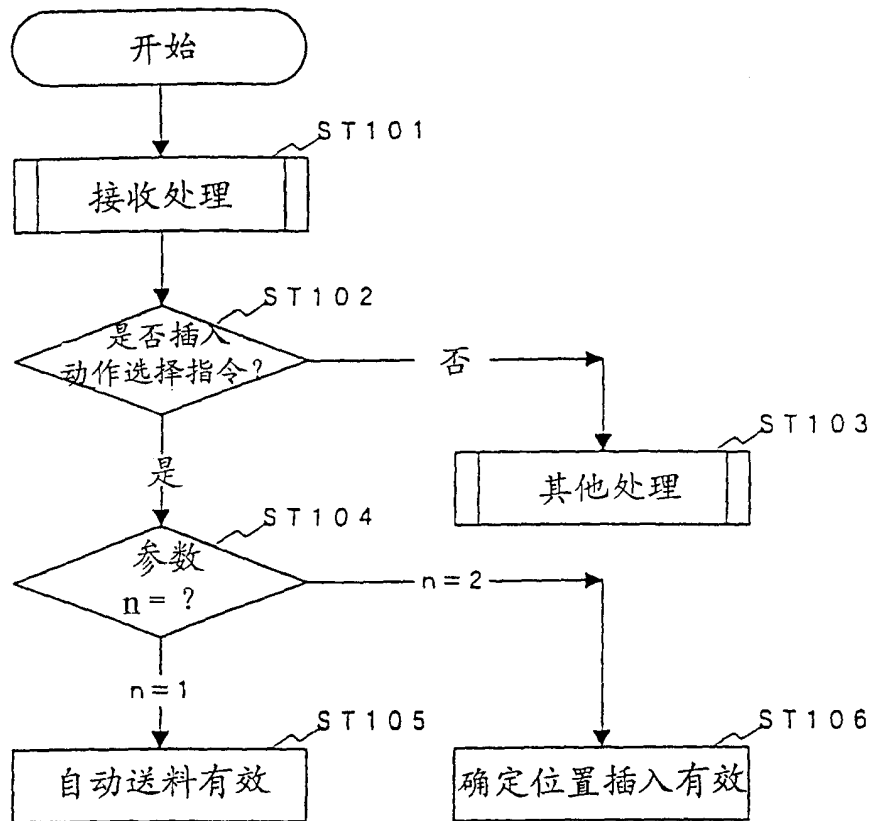 开始
ST101
接收处理
ST102
是否插入
动作选择指令?
否
ST103
其他处理
是
ST104
参数
n = ?
n=2
n=1
ST105
自动送料有效
ST106
确定位置插入有效